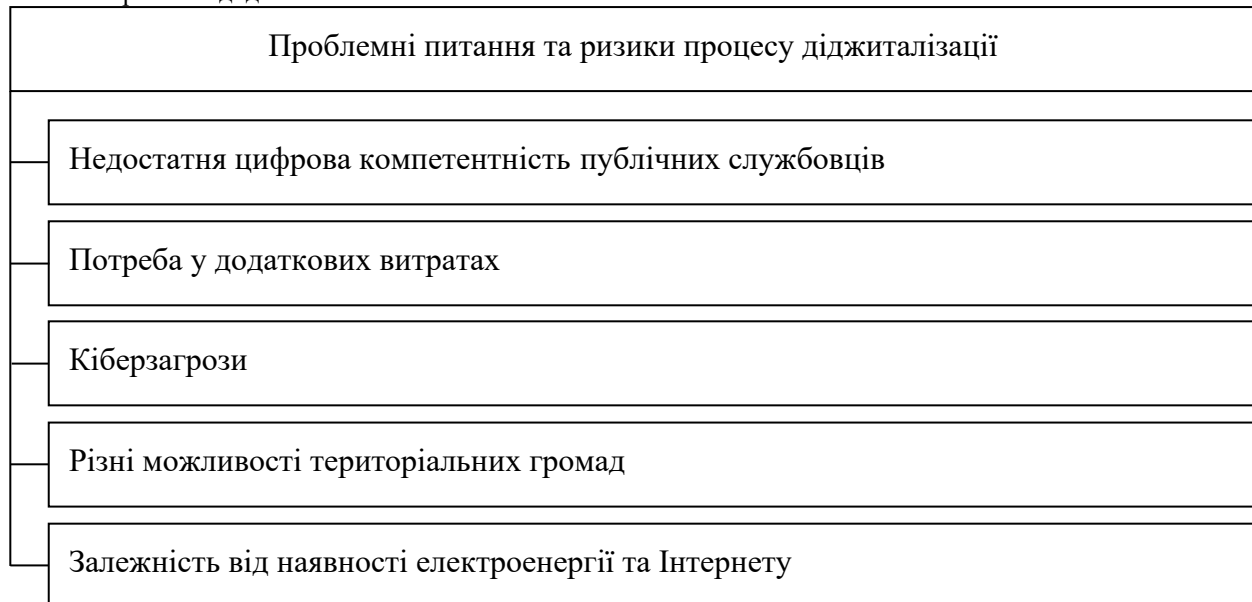 Проблемні питання та ризики процесу діджиталізації
Недостатня цифрова компетентність публічних службовців
Потреба у додаткових витратах
Кіберзагрози
Різні можливості територіальних громад
Залежність від наявності електроенергії та Інтернету